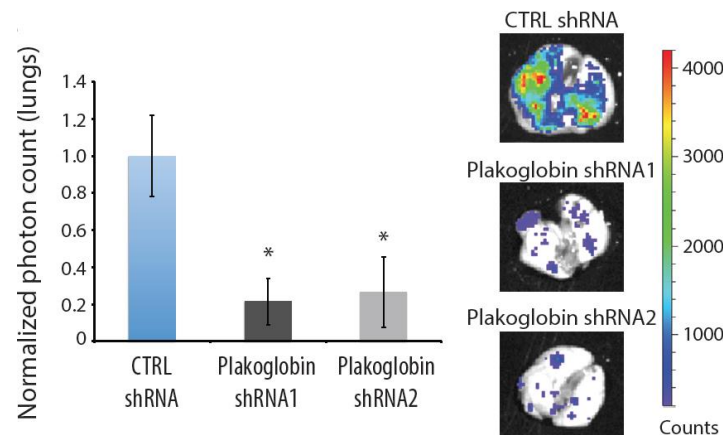 Normalized photon count (lungs)
1.4
1.2
1.0
0.8
0.6
0.4
0.2
0
*
*
CTRL
shRNA
Plakoglobin
shRNA1
Plakoglobin
shRNA2
CTRL shRNA
Plakoglobin shRNA1
Plakoglobin shRNA2
4000
3000
2000
1000
Counts